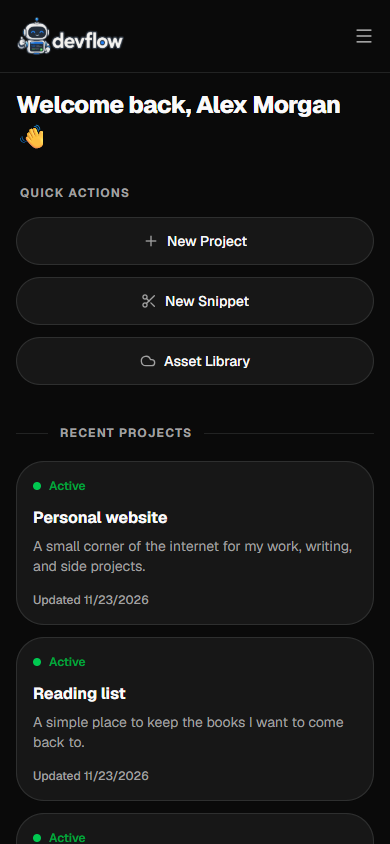 devflow
Welcome back, Alex Morgan
👋
QUICK ACTIONS
New Project
New Snippet
Asset Library
RECENT PROJECTS
Active
Personal website
A small corner of the internet for my work, writing,
and side projects.
Updated 11/23/2026
Active
Reading list
A simple place to keep the books I want to come
back to.
Updated 11/23/2026
Active